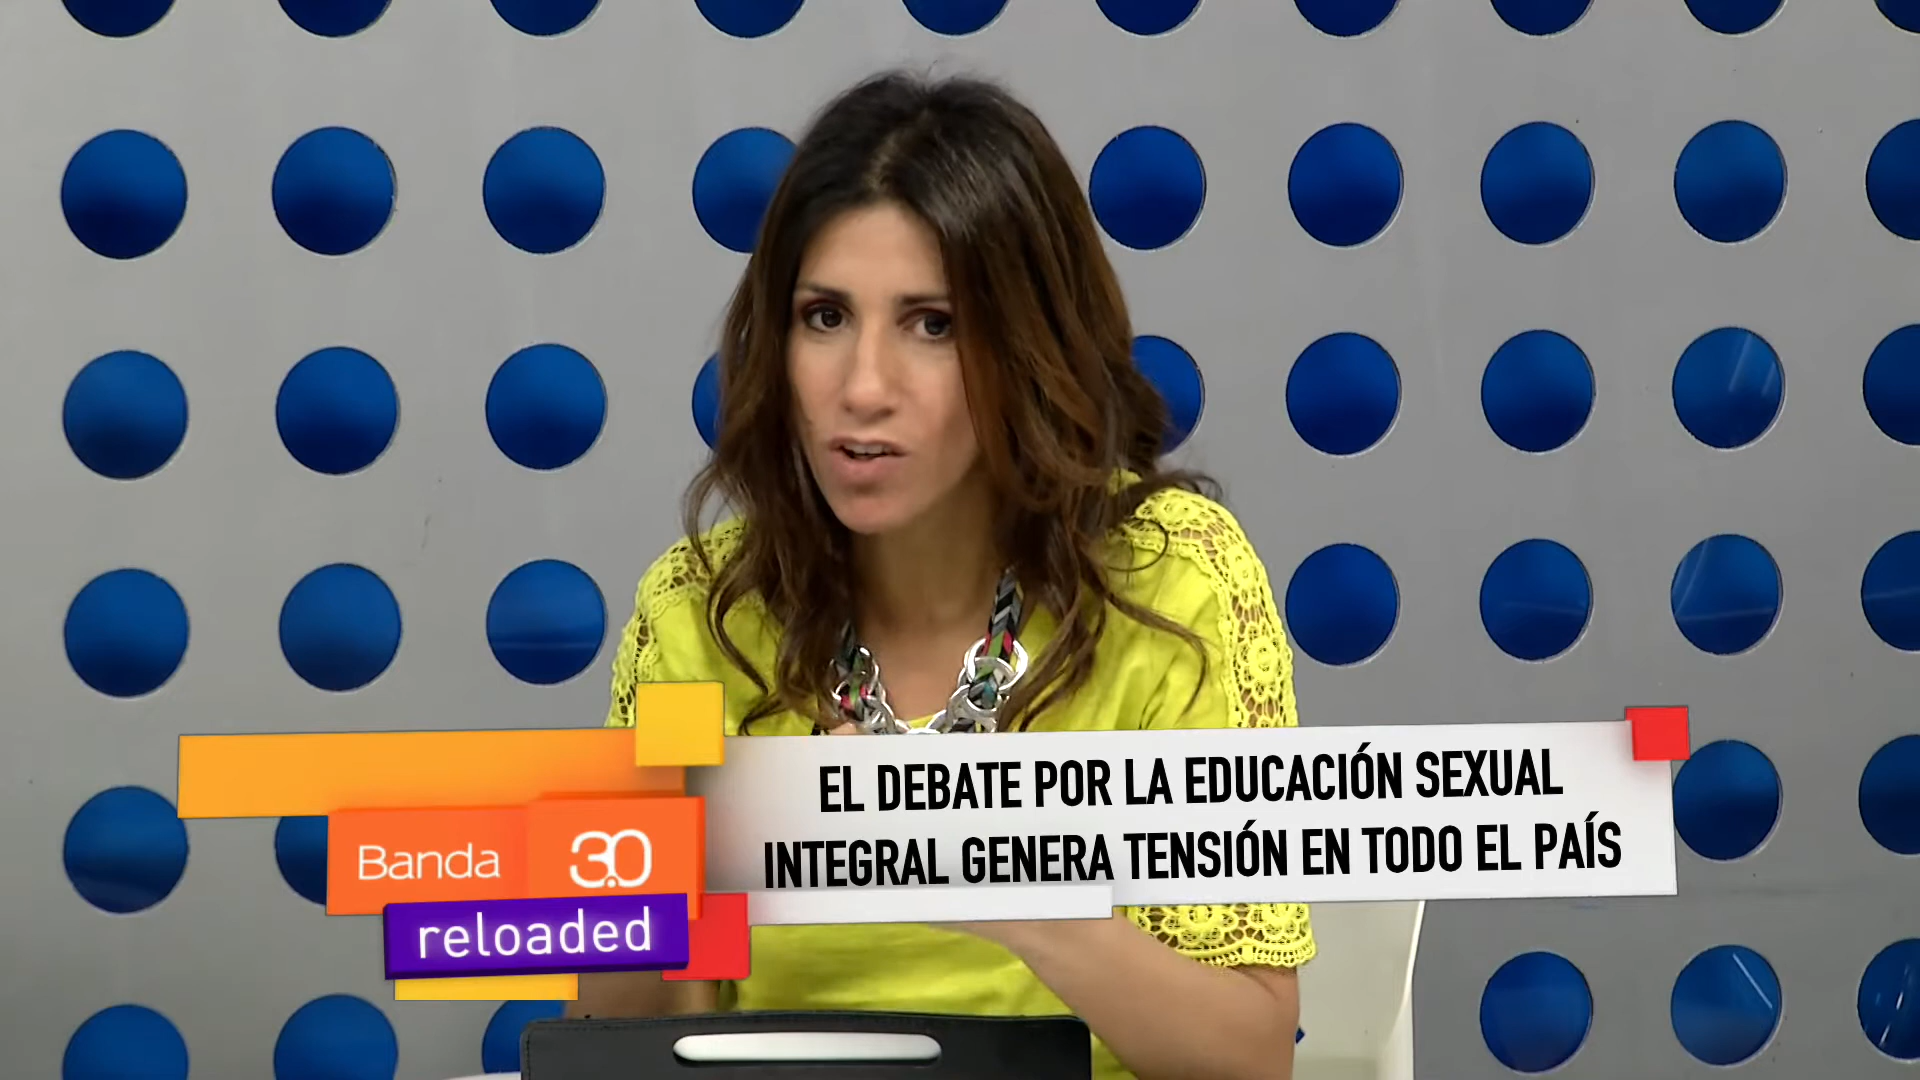 EL DEBATE POR LA EDUCACIÓN SEXUAL
INTEGRAL GENERA TENSIÓN EN TODO EL PAÍS
Banda 3.0
reloaded